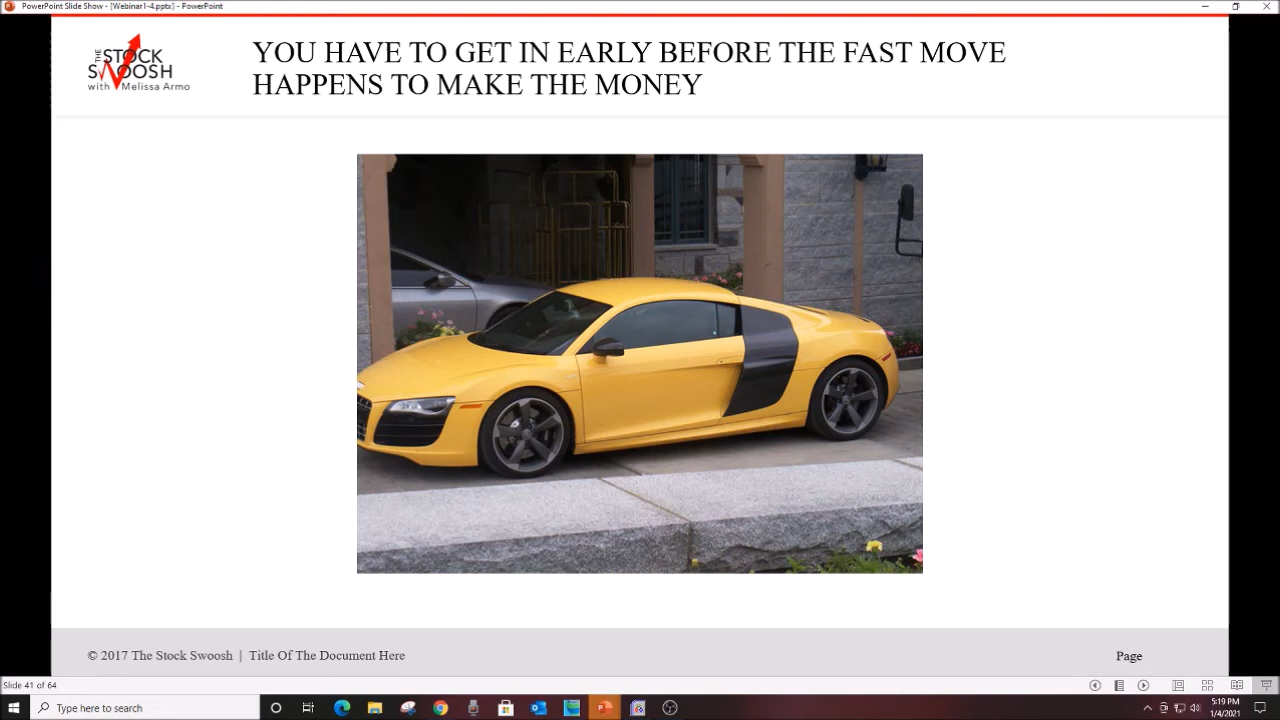 PowerPoint Slide Show - [Webinar1-4.pptx] - PowerPoint
THE
STOCK
SWOOSH
with Melissa Armo
YOU HAVE TO GET IN EARLY BEFORE THE FAST MOVE
HAPPENS TO MAKE THE MONEY
© 2017 The Stock Swoosh | Title Of The Document Here
Page
Slide 41 of 64
Type here to search
5:19 PM
1/4/2021